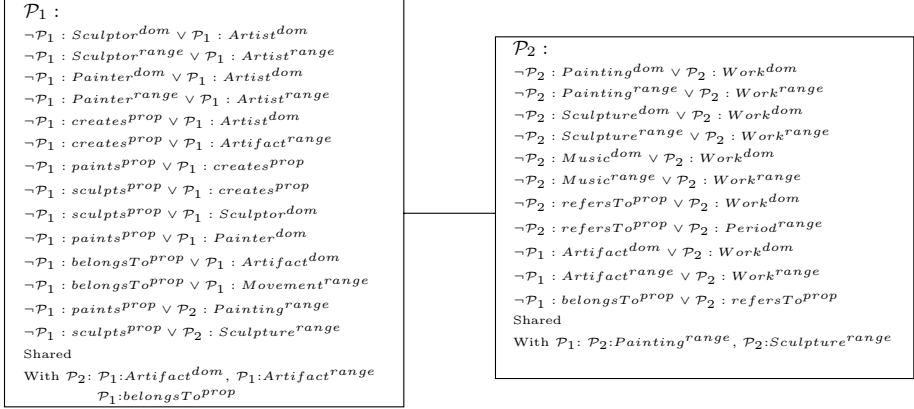 𝒫₁ :
¬𝒫₁ : Sculptor^dom ∨ 𝒫₁ : Artist^dom
¬𝒫₁ : Sculptor^range ∨ 𝒫₁ : Artist^range
¬𝒫₁ : Painter^dom ∨ 𝒫₁ : Artist^dom
¬𝒫₁ : Painter^range ∨ 𝒫₁ : Artist^range
¬𝒫₁ : creates^prop ∨ 𝒫₁ : Artist^dom
¬𝒫₁ : creates^prop ∨ 𝒫₁ : Artifact^range
¬𝒫₁ : paints^prop ∨ 𝒫₁ : creates^prop
¬𝒫₁ : sculpts^prop ∨ 𝒫₁ : creates^prop
¬𝒫₁ : sculpts^prop ∨ 𝒫₁ : Sculptor^dom
¬𝒫₁ : paints^prop ∨ 𝒫₁ : Painter^dom
¬𝒫₁ : belongsTo^prop ∨ 𝒫₁ : Artifact^dom
¬𝒫₁ : belongsTo^prop ∨ 𝒫₁ : Movement^range
¬𝒫₁ : paints^prop ∨ 𝒫₂ : Painting^range
¬𝒫₁ : sculpts^prop ∨ 𝒫₂ : Sculpture^range
Shared
With 𝒫₂: 𝒫₁:Artifact^dom, 𝒫₁:Artifact^range
𝒫₁:belongsTo^prop
𝒫₂ :
¬𝒫₂ : Painting^dom ∨ 𝒫₂ : Work^dom
¬𝒫₂ : Painting^range ∨ 𝒫₂ : Work^range
¬𝒫₂ : Sculpture^dom ∨ 𝒫₂ : Work^dom
¬𝒫₂ : Sculpture^range ∨ 𝒫₂ : Work^range
¬𝒫₂ : Music^dom ∨ 𝒫₂ : Work^dom
¬𝒫₂ : Music^range ∨ 𝒫₂ : Work^range
¬𝒫₂ : refersTo^prop ∨ 𝒫₂ : Work^dom
¬𝒫₂ : refersTo^prop ∨ 𝒫₂ : Period^range
¬𝒫₁ : Artifact^dom ∨ 𝒫₂ : Work^dom
¬𝒫₁ : Artifact^range ∨ 𝒫₂ : Work^range
¬𝒫₁ : belongsTo^prop ∨ 𝒫₂ : refersTo^prop
Shared
With 𝒫₁: 𝒫₂:Painting^range, 𝒫₂:Sculpture^range